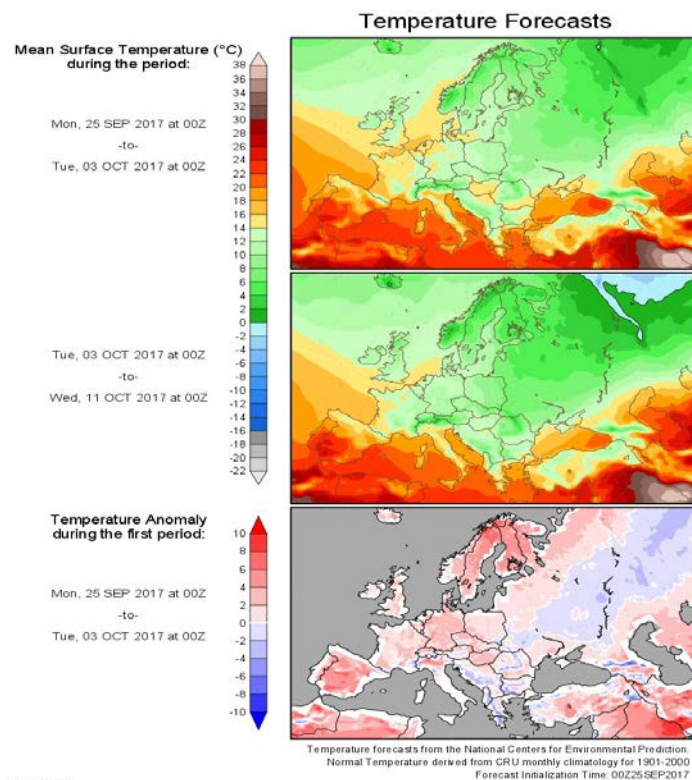 Temperature Forecasts
Mean Surface Temperature (°C)
during the period:
Mon, 25 SEP 2017 at 00Z
-to-
Tue, 03 OCT 2017 at 00Z
38
36
34
32
30
28
26
24
22
20
18
16
14
12
10
8
6
4
2
0
-2
-4
-6
-8
-10
-12
-14
-16
-18
-20
-22
Tue, 03 OCT 2017 at 00Z
-to-
Wed, 11 OCT 2017 at 00Z
Temperature Anomaly
during the first period:
Mon, 25 SEP 2017 at 00Z
-to-
Tue, 03 OCT 2017 at 00Z
10
8
6
4
2
0
-2
-4
-6
-8
-10
Temperature forecasts from the National Centers for Environmental Prediction.
Normal Temperature derived from CRU monthly climatology for 1901-2000
Forecast Initialization Time: 00Z25SEP2017